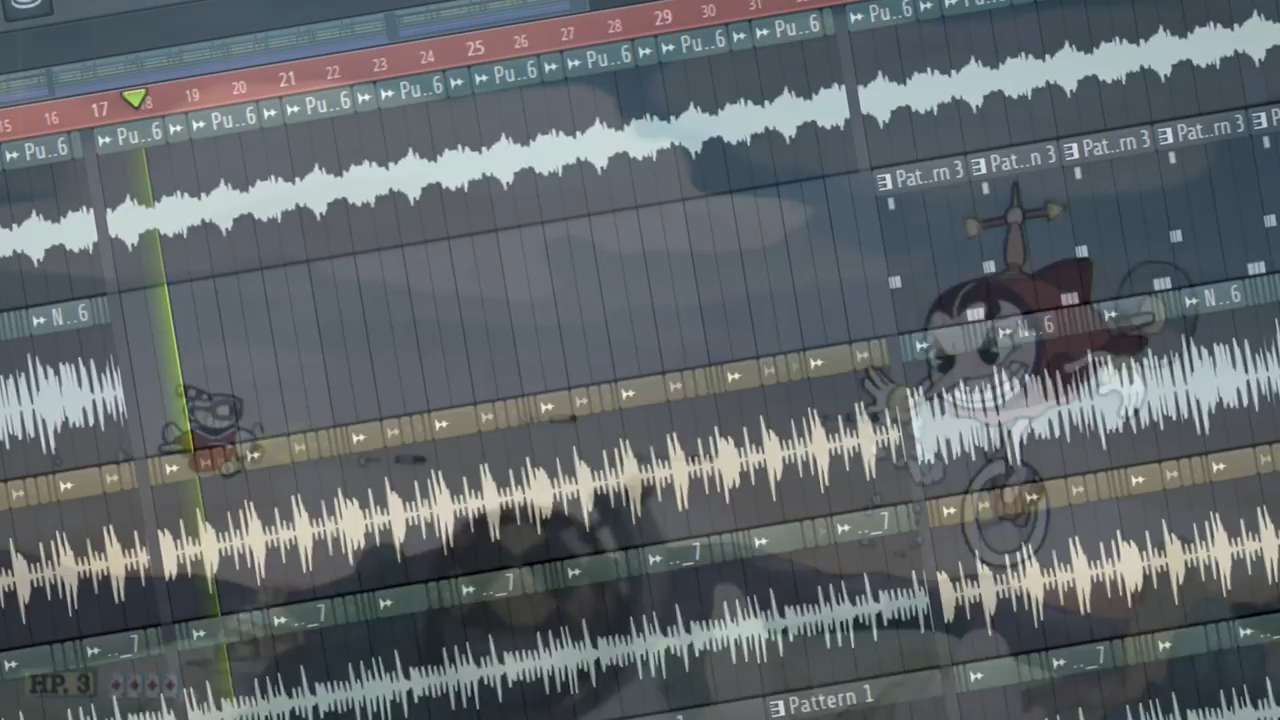 15 16 17 18 19 20 21 22 23 24 25 26 27 28 29 30 31
Pu..6 Pu..6 Pu..6 Pu..6 Pu..6 Pu..6 Pu..6 Pu..6 Pu..6 Pu..6
Pat..rn 3 Pat..rn 3 Pat..rn 3 Pat..rn 3
N..6 N..6 N..6
.._7 .._7 .._7 .._7 .._7 .._7
HP. 3
Pattern 1